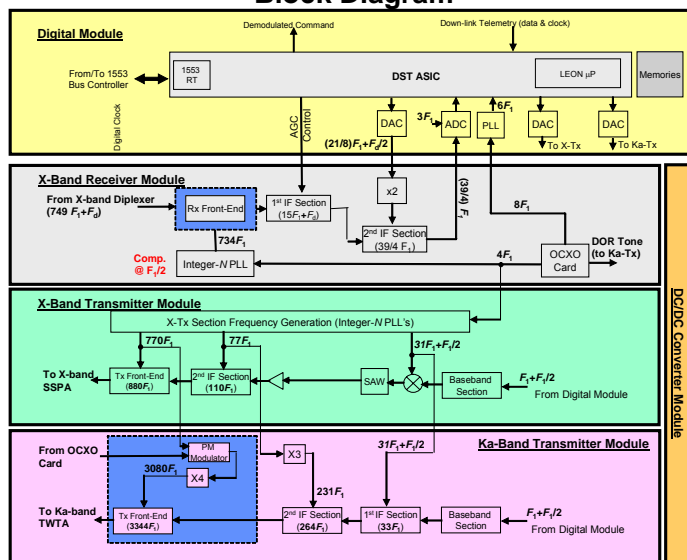 Block Diagram
Digital Module
Demodulated Command
Down-link Telemetry (data & clock)
From/To 1553
Bus Controller
1553
RT
DST ASIC
LEON µP
Memories
Digital Clock
AGC
Control
(21/8)F₁+F_d/2
DAC
3F₁
ADC
6F₁
PLL
DAC
To X-Tx
DAC
To Ka-Tx
X-Band Receiver Module
From X-band Diplexer
(749 F₁+F_d)
Rx Front-End
1ˢᵗ IF Section
(15F₁+F_d)
x2
2ⁿᵈ IF Section
(39/4 F₁)
(39/4) F₁
8F₁
734F₁
Comp.
@ F₁/2
Integer-N PLL
4F₁
OCXO
Card
DOR Tone
(to Ka-Tx)
DC/DC Converter Module
X-Band Transmitter Module
X-Tx Section Frequency Generation (Integer-N PLL's)
770F₁
77F₁
31F₁+F₁/2
To X-band
SSPA
Tx Front-End
(880F₁)
2ⁿᵈ IF Section
(110F₁)
SAW
Baseband
Section
F₁+F₁/2
From Digital Module
Ka-Band Transmitter Module
From OCXO
Card
PM
Modulator
X3
31F₁+F₁/2
3080F₁
X4
231F₁
To Ka-band
TWTA
Tx Front-End
(3344F₁)
2ⁿᵈ IF Section
(264F₁)
1ˢᵗ IF Section
(33F₁)
Baseband
Section
F₁+F₁/2
From Digital Module